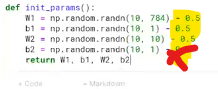 def init_params():
    W1 = np.random.randn(10, 784) - 0.5
    b1 = np.random.randn(10, 1) - 0.5
    W2 = np.random.randn(10, 10) - 0.5
    b2 = np.random.randn(10, 1) - 0.5
    return W1, b1, W2, b2
+ Code + Markdown